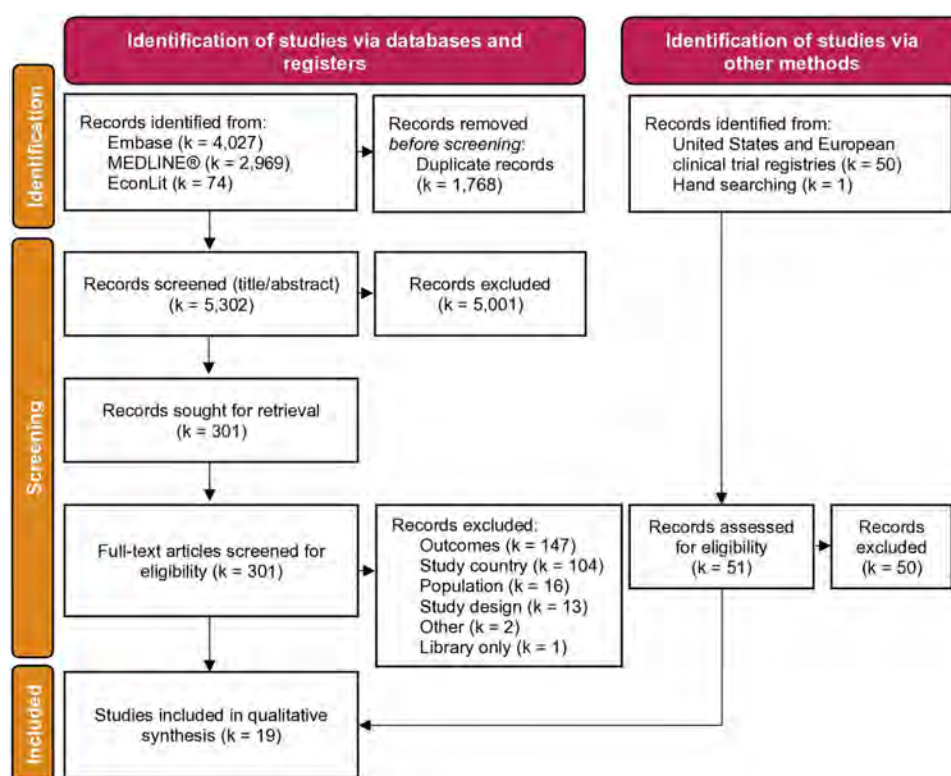 Identification of studies via databases and
registers
Identification of studies via
other methods
Identification
Records identified from:
Embase (k = 4,027)
MEDLINE® (k = 2,969)
EconLit (k = 74)
Records removed
before screening:
Duplicate records
(k = 1,768)
Records identified from:
United States and European
clinical trial registries (k = 50)
Hand searching (k = 1)
Screening
Records screened (title/abstract)
(k = 5,302)
Records excluded
(k = 5,001)
Records sought for retrieval
(k = 301)
Full-text articles screened for
eligibility (k = 301)
Records excluded:
Outcomes (k = 147)
Study country (k = 104)
Population (k = 16)
Study design (k = 13)
Other (k = 2)
Library only (k = 1)
Records assessed
for eligibility
(k = 51)
Records
excluded
(k = 50)
Included
Studies included in qualitative
synthesis (k = 19)